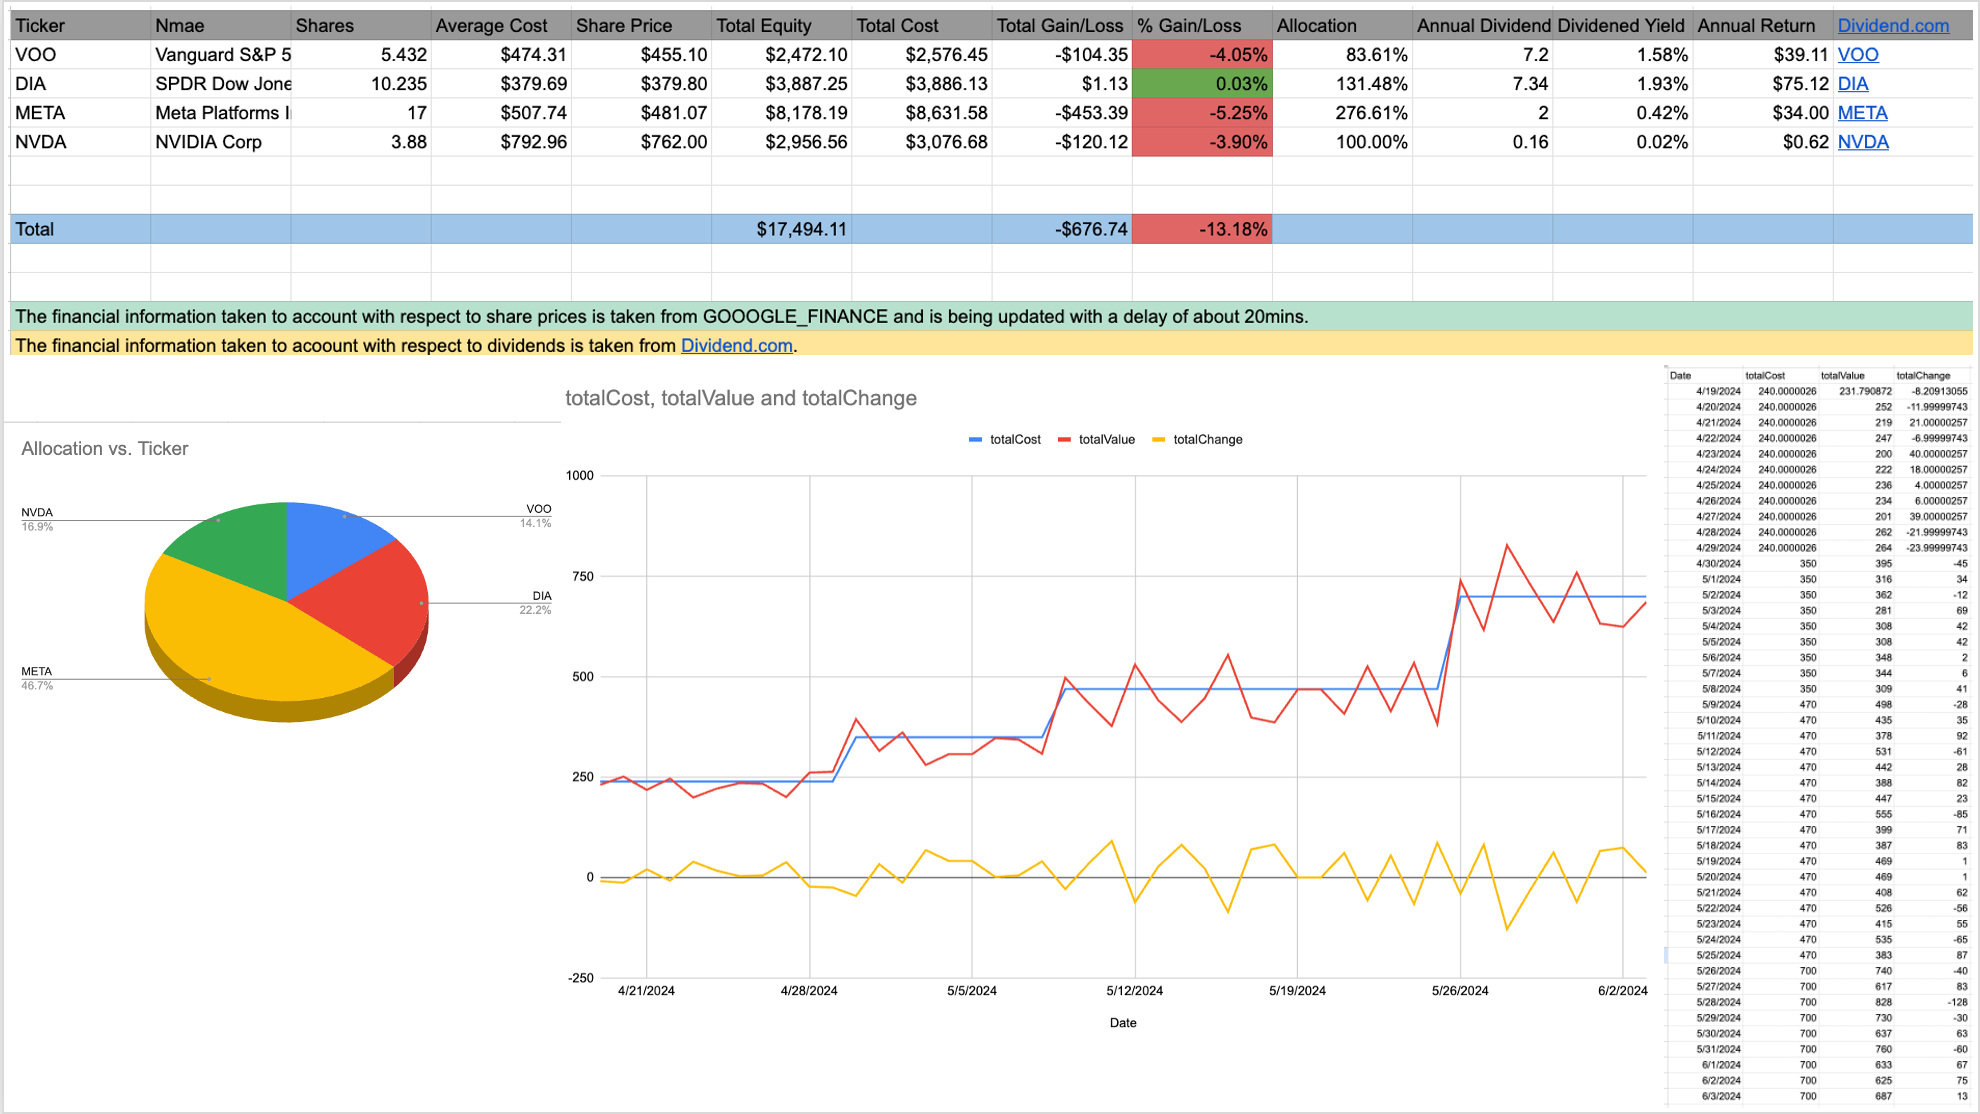 Ticker Nmae Shares Average Cost Share Price Total Equity Total Cost Total Gain/Loss % Gain/Loss Allocation Annual Dividend Dividened Yield Annual Return Dividend.com
VOO Vanguard S&P 5 5.432 $474.31 $455.10 $2,472.10 $2,576.45 -$104.35 -4.05% 83.61% 7.2 1.58% $39.11 VOO
DIA SPDR Dow Jone 10.235 $379.69 $379.80 $3,887.25 $3,886.13 $1.13 0.03% 131.48% 7.34 1.93% $75.12 DIA
META Meta Platforms I 17 $507.74 $481.07 $8,178.19 $8,631.58 -$453.39 -5.25% 276.61% 2 0.42% $34.00 META
NVDA NVIDIA Corp 3.88 $792.96 $762.00 $2,956.56 $3,076.68 -$120.12 -3.90% 100.00% 0.16 0.02% $0.62 NVDA
Total $17,494.11 -$676.74 -13.18%
The financial information taken to account with respect to share prices is taken from GOOOGLE_FINANCE and is being updated with a delay of about 20mins.
The financial information taken to acoount with respect to dividends is taken from Dividend.com.
Allocation vs. Ticker
NVDA
16.9%
VOO
14.1%
DIA
22.2%
META
46.7%
totalCost, totalValue and totalChange
totalCost totalValue totalChange
1000
750
500
250
0
-250
4/21/2024 4/28/2024 5/5/2024 5/12/2024 5/19/2024 5/26/2024 6/2/2024
Date
Date totalCost totalValue totalChange
4/19/2024 240.0000026 231.790872 -8.20913055
4/20/2024 240.0000026 252 -11.99999743
4/21/2024 240.0000026 219 21.00000257
4/22/2024 240.0000026 247 -6.99999743
4/23/2024 240.0000026 200 40.00000257
4/24/2024 240.0000026 222 18.00000257
4/25/2024 240.0000026 236 4.00000257
4/26/2024 240.0000026 234 6.00000257
4/27/2024 240.0000026 201 39.00000257
4/28/2024 240.0000026 262 -21.99999743
4/29/2024 240.0000026 264 -23.99999743
4/30/2024 350 395 -45
5/1/2024 350 316 34
5/2/2024 350 362 -12
5/3/2024 350 281 69
5/4/2024 350 308 42
5/5/2024 350 308 42
5/6/2024 350 348 2
5/7/2024 350 344 6
5/8/2024 350 309 41
5/9/2024 470 498 -28
5/10/2024 470 435 35
5/11/2024 470 378 92
5/12/2024 470 531 -61
5/13/2024 470 442 28
5/14/2024 470 388 82
5/15/2024 470 447 23
5/16/2024 470 555 -85
5/17/2024 470 399 71
5/18/2024 470 387 83
5/19/2024 470 469 1
5/20/2024 470 469 1
5/21/2024 470 408 62
5/22/2024 470 526 -56
5/23/2024 470 415 55
5/24/2024 470 535 -65
5/25/2024 470 383 87
5/26/2024 700 740 -40
5/27/2024 700 617 83
5/28/2024 700 828 -128
5/29/2024 700 730 -30
5/30/2024 700 637 63
5/31/2024 700 760 -60
6/1/2024 700 633 67
6/2/2024 700 625 75
6/3/2024 700 687 13